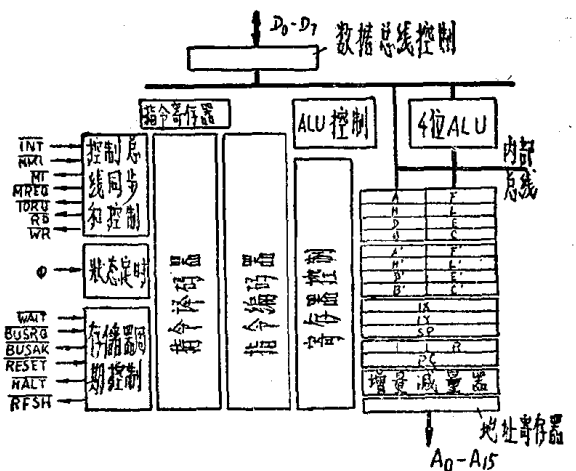 D₀-D₇
数据总线控制
指令寄存器
ALU控制
4位ALU
内部
总线
INT
NMI
M1
MREQ
IORQ
RD
WR
控制总
线同步
和控制
Φ
状态定时
WAIT
BUSRQ
BUSAK
RESET
HALT
RFSH
存储器周
期控制
指令译码器
指令编码器
寄存器控制
A F
H L
D E
B C
A' F'
H' L'
E'
B' C'
IX
IY
SP
I R
PC
增量减量器
地址寄存器
A₀-A₁₅